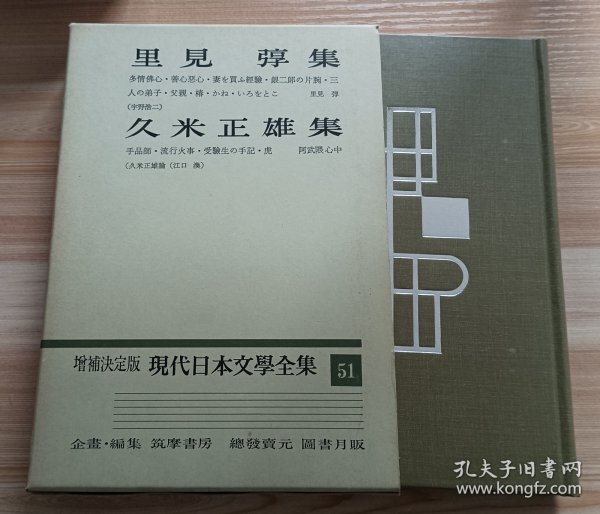 里見 弴集
多情佛心・善心惡心・妻を買ふ經驗・銀二郎の片腕・三
人の弟子・父親・椿・かね・いろをとこ 里見 弴
(宇野浩二)
久米正雄集
手品師・流行火事・受驗生の手記・虎 阿武隈心中
(久米正雄論 (江口 渙)
增補決定版 現代日本文學全集 51
企畫・編集 筑摩書房 總發賣元 圖書月販
孔夫子旧书网
www.kongfz.com